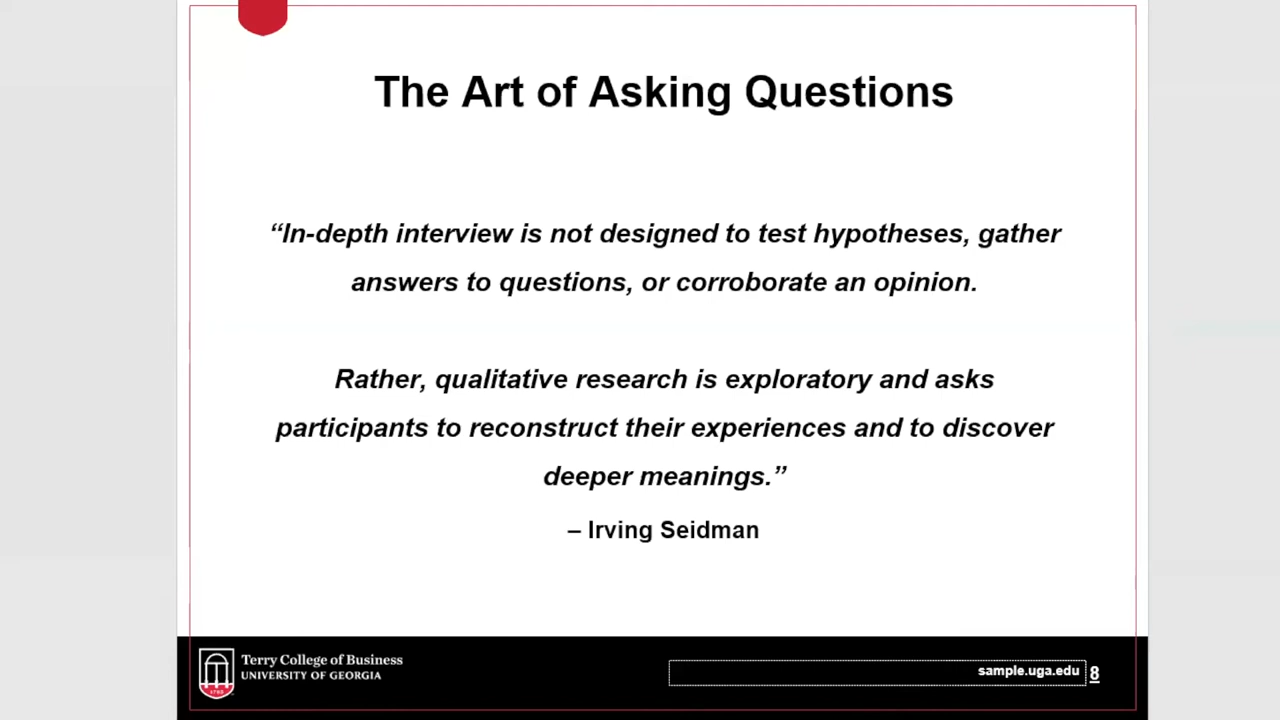 The Art of Asking Questions
“In-depth interview is not designed to test hypotheses, gather
answers to questions, or corroborate an opinion.
Rather, qualitative research is exploratory and asks
participants to reconstruct their experiences and to discover
deeper meanings.”
– Irving Seidman
Terry College of Business
UNIVERSITY OF GEORGIA
1785
sample.uga.edu 8